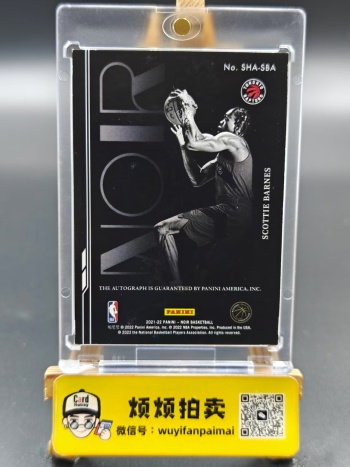 No. SHA-SBA
TORONTO
RAPTORS
NOIR
SCOTTIE BARNES
THE AUTOGRAPH IS GUARANTEED BY PANINI AMERICA, INC.
PANINI
2021-22 PANINI – NOIR BASKETBALL
© 2022 Panini America, Inc. © 2022 NBA Properties, Inc. Produced in the USA.
© 2022 the National Basketball Players Association. All rights reserved.
Card
烦烦拍卖
微信号：wuyifanpaimai